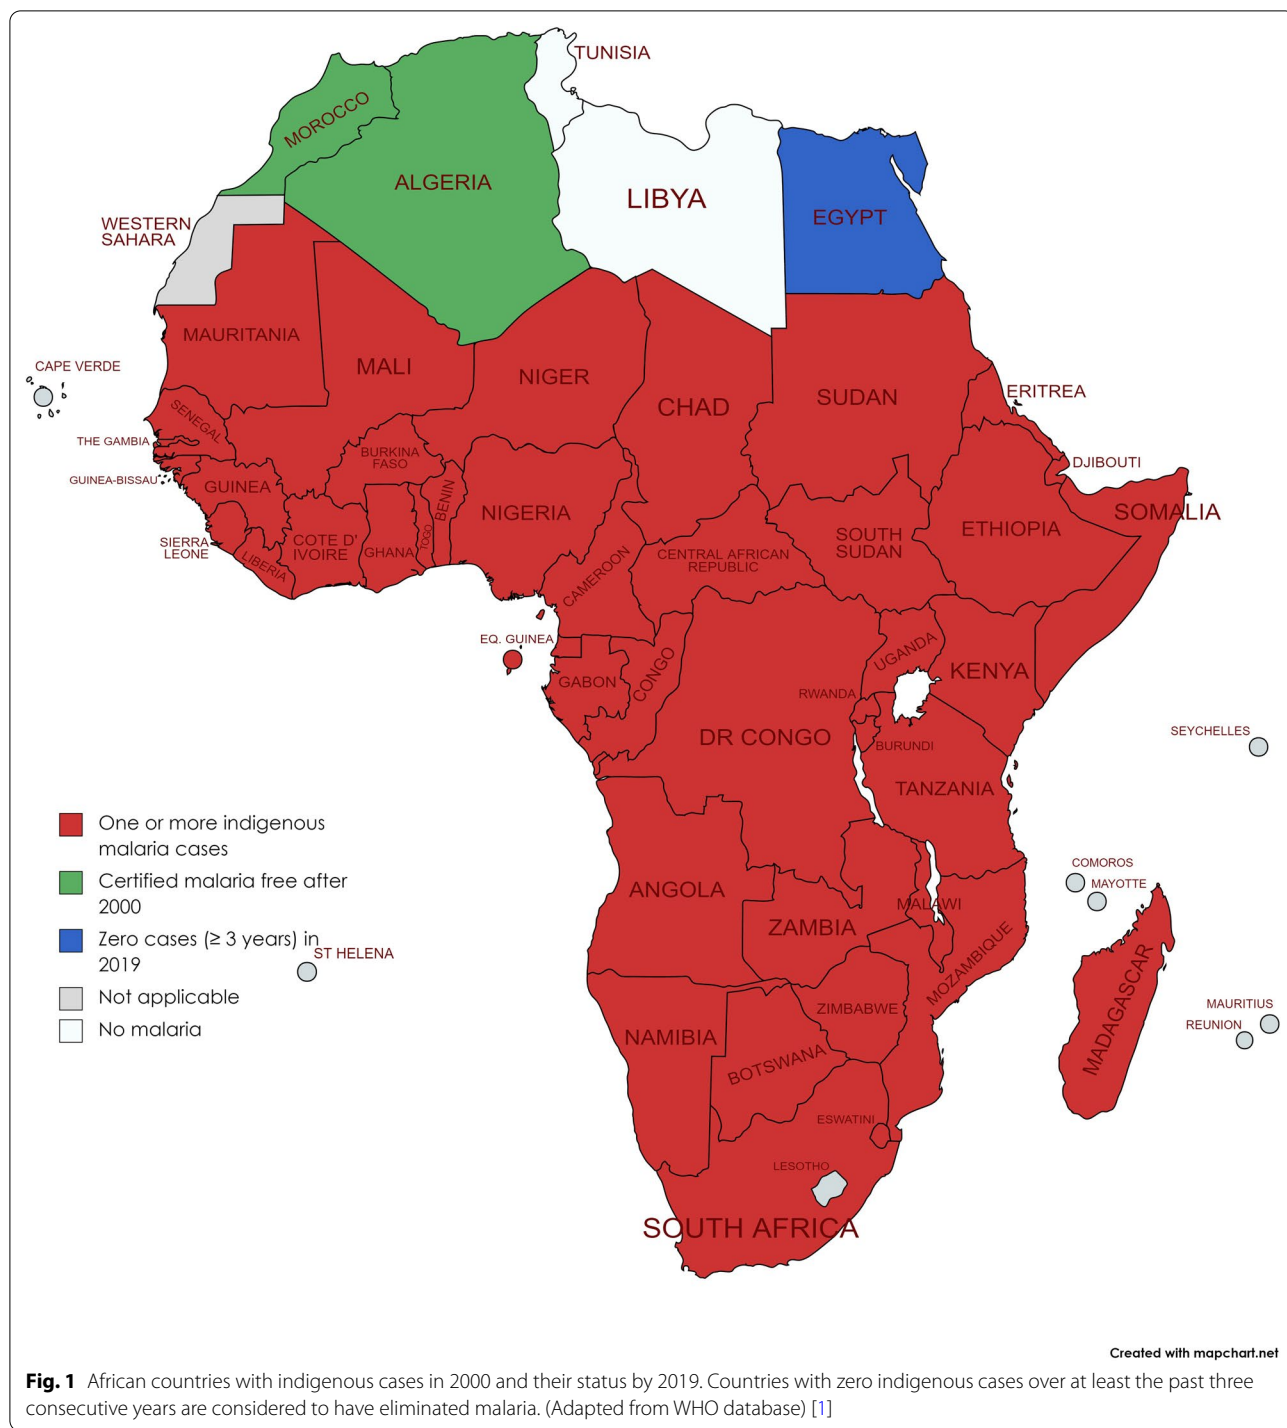 TUNISIA
MOROCCO
ALGERIA
LIBYA
EGYPT
WESTERN
SAHARA
MAURITANIA
MALI
NIGER
CHAD
SUDAN
ERITREA
CAPE VERDE
SENEGAL
THE GAMBIA
GUINEA-BISSAU
GUINEA
BURKINA
FASO
BENIN
NIGERIA
DJIBOUTI
SOMALIA
ETHIOPIA
SOUTH
SUDAN
CENTRAL AFRICAN
REPUBLIC
SIERRA
LEONE
LIBERIA
COTE D'
IVOIRE
GHANA
TOGO
CAMEROON
EQ. GUINEA
GABON
CONGO
UGANDA
KENYA
RWANDA
DR CONGO
BURUNDI
TANZANIA
SEYCHELLES
One or more indigenous
malaria cases
Certified malaria free after
2000
Zero cases (≥ 3 years) in
2019
Not applicable
No malaria
ST HELENA
ANGOLA
ZAMBIA
MALAWI
COMOROS
MAYOTTE
MOZAMBIQUE
MADAGASCAR
MAURITIUS
REUNION
ZIMBABWE
NAMIBIA
BOTSWANA
ESWATINI
LESOTHO
SOUTH AFRICA
Created with mapchart.net
Fig. 1 African countries with indigenous cases in 2000 and their status by 2019. Countries with zero indigenous cases over at least the past three
consecutive years are considered to have eliminated malaria. (Adapted from WHO database) [1]